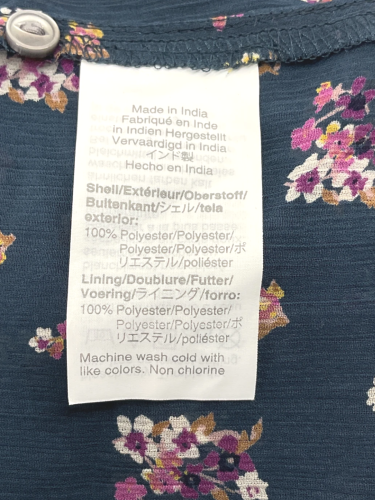 Made in India
Fabriqué en Inde
in Indien Hergestellt
Vervaardigd in India
インド製
Hecho en India
Shell/Extérieur/Oberstoff/
Buitenkant/シェル/tela
exterior:
100% Polyester/Polyester/
Polyester/Polyester/ポ
リエステル/poliéster
Lining/Doublure/Futter/
Voering/ライニング/forro:
100% Polyester/Polyester/
Polyester/Polyester/ポ
リエステル/poliéster
Machine wash cold with
like colors. Non chlorine